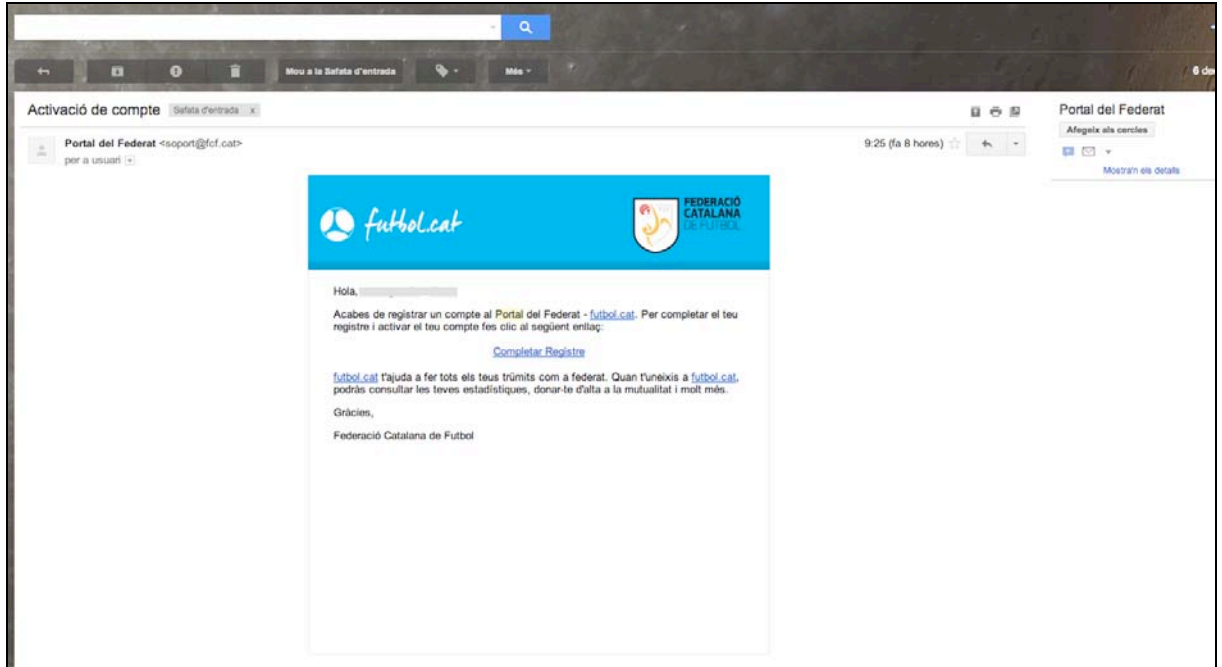 Mou a la Safata d'entrada
Més
6 de
Activació de compte Safata d'entrada x
Portal del Federat
Afegeix als cercles
Mostra'n els detalls
Portal del Federat <soport@fcf.cat>
9:25 (fa 8 hores)
per a usuari
futbol.cat
FEDERACIÓ
CATALANA
DE FUTBOL
Hola,
Acabes de registrar un compte al Portal del Federat - futbol.cat. Per completar el teu
registre i activar el teu compte fes clic al següent enllaç:
Completar Registre
futbol.cat t'ajuda a fer tots els teus trümits com a federat. Quan t'uneixis a futbol.cat,
podràs consultar les teves estadístiques, donar-te d'alta a la mutualitat i molt més.
Gràcies,
Federació Catalana de Futbol